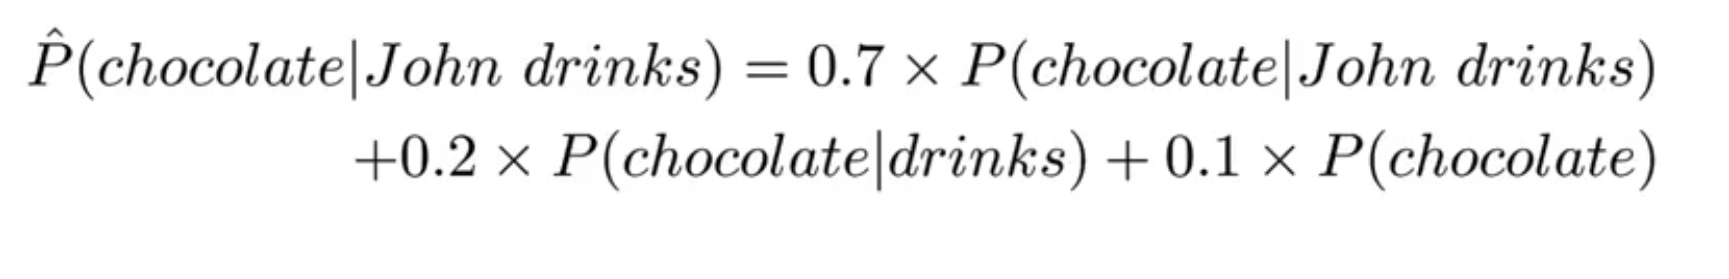 P̂(chocolate|John drinks) = 0.7 × P(chocolate|John drinks)
+0.2 × P(chocolate|drinks) + 0.1 × P(chocolate)